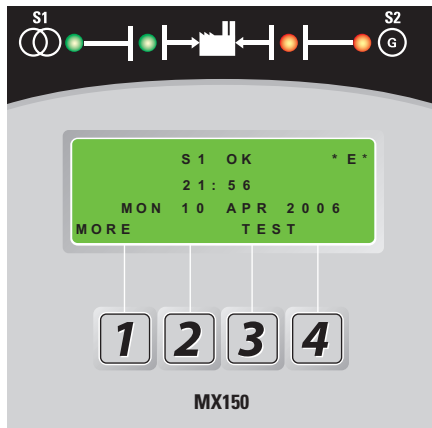 S1 S2
G
S1 OK *E*
21:56
MON 10 APR 2006
MORE TEST
1 2 3 4
MX150